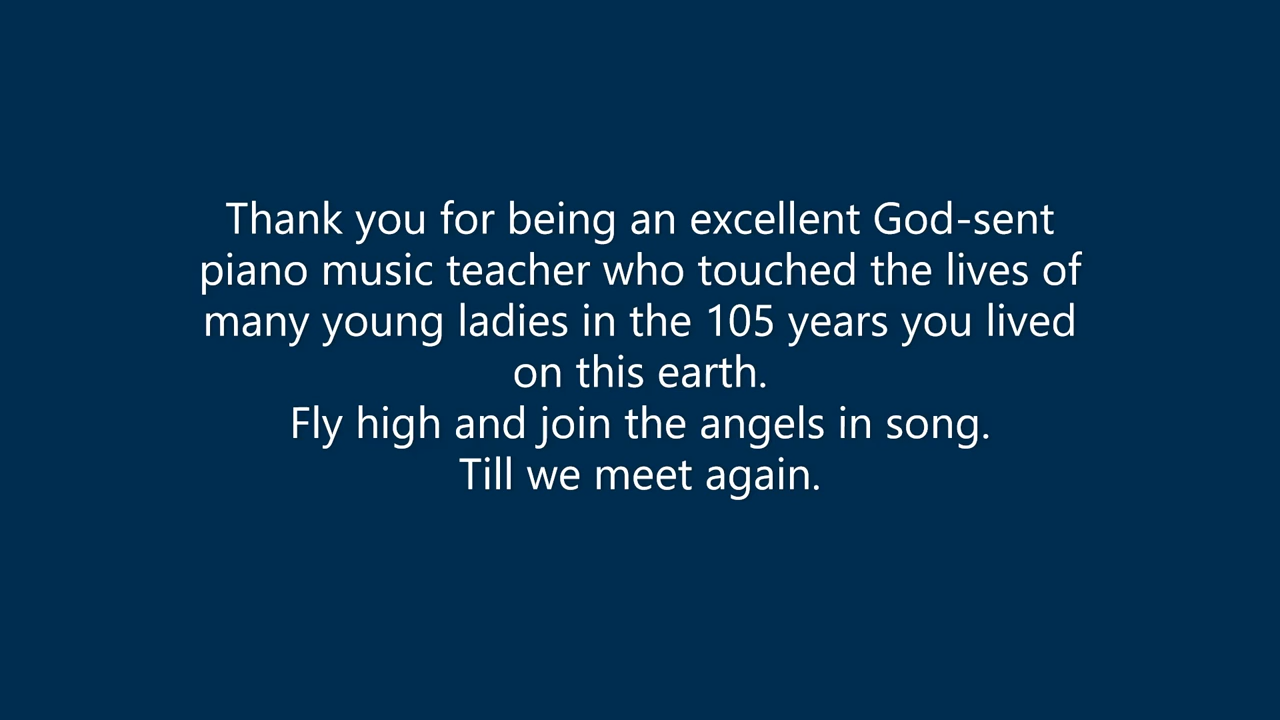 Thank you for being an excellent God-sent
piano music teacher who touched the lives of
many young ladies in the 105 years you lived
on this earth.
Fly high and join the angels in song.
Till we meet again.